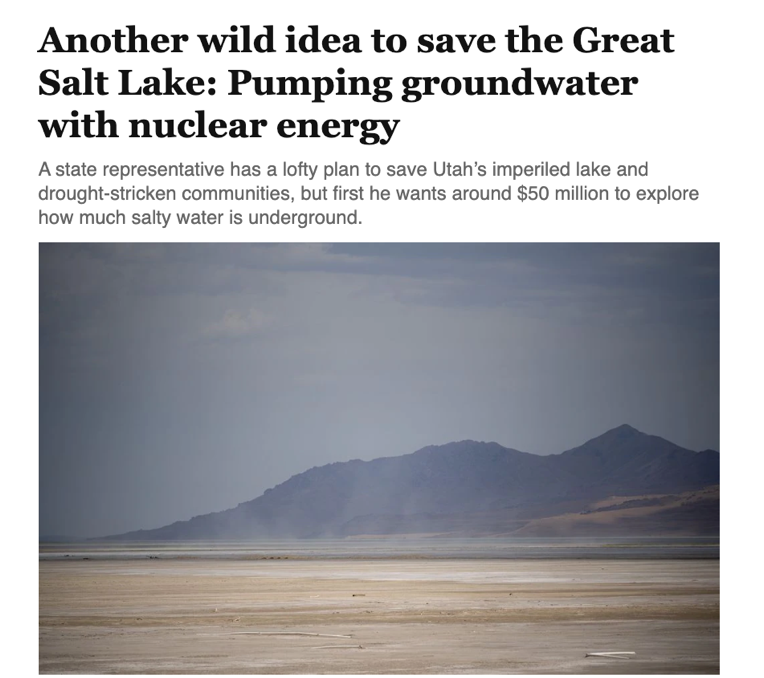 Another wild idea to save the Great
Salt Lake: Pumping groundwater
with nuclear energy
A state representative has a lofty plan to save Utah’s imperiled lake and
drought-stricken communities, but first he wants around $50 million to explore
how much salty water is underground.